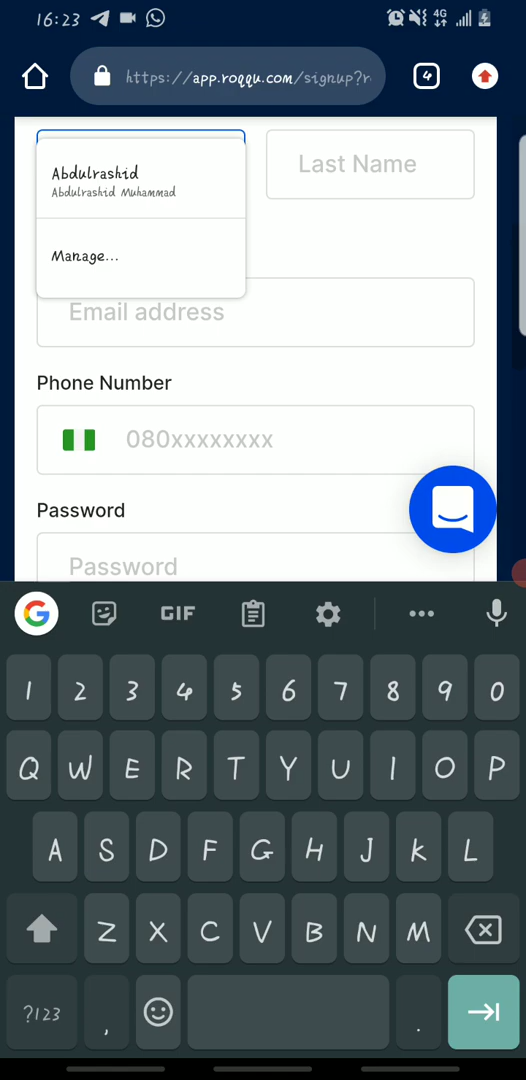 16:23
4G
https://app.roqqu.com/signup?r
4
Abdulrashid
Abdulrashid Muhammad
Last Name
Manage...
Email address
Phone Number
080xxxxxxxxx
Password
Password
G GIF ...
1 2 3 4 5 6 7 8 9 0
Q W E R T Y U I O P
A S D F G H J K L
Z X C V B N M
?123 , .